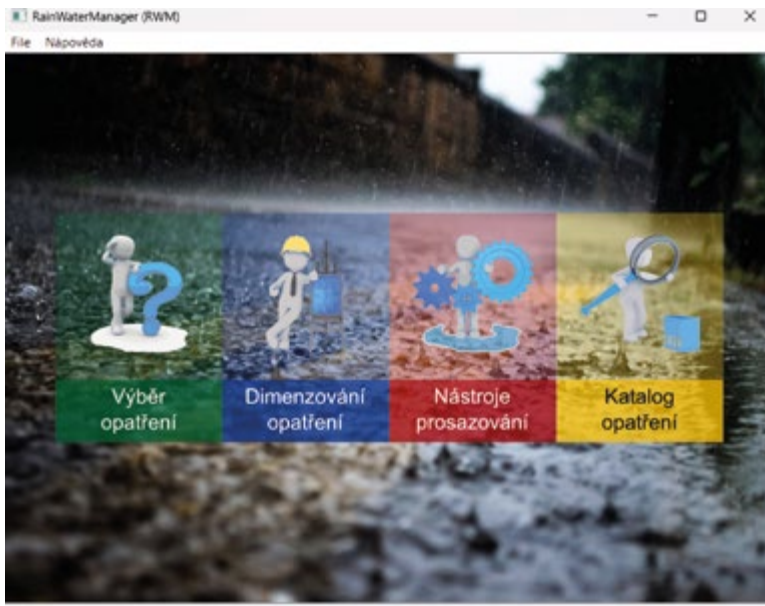 RainWaterManager (RWM)
File Nápověda
Výběr
opatření
Dimenzování
opatření
Nástroje
prosazování
Katalog
opatření